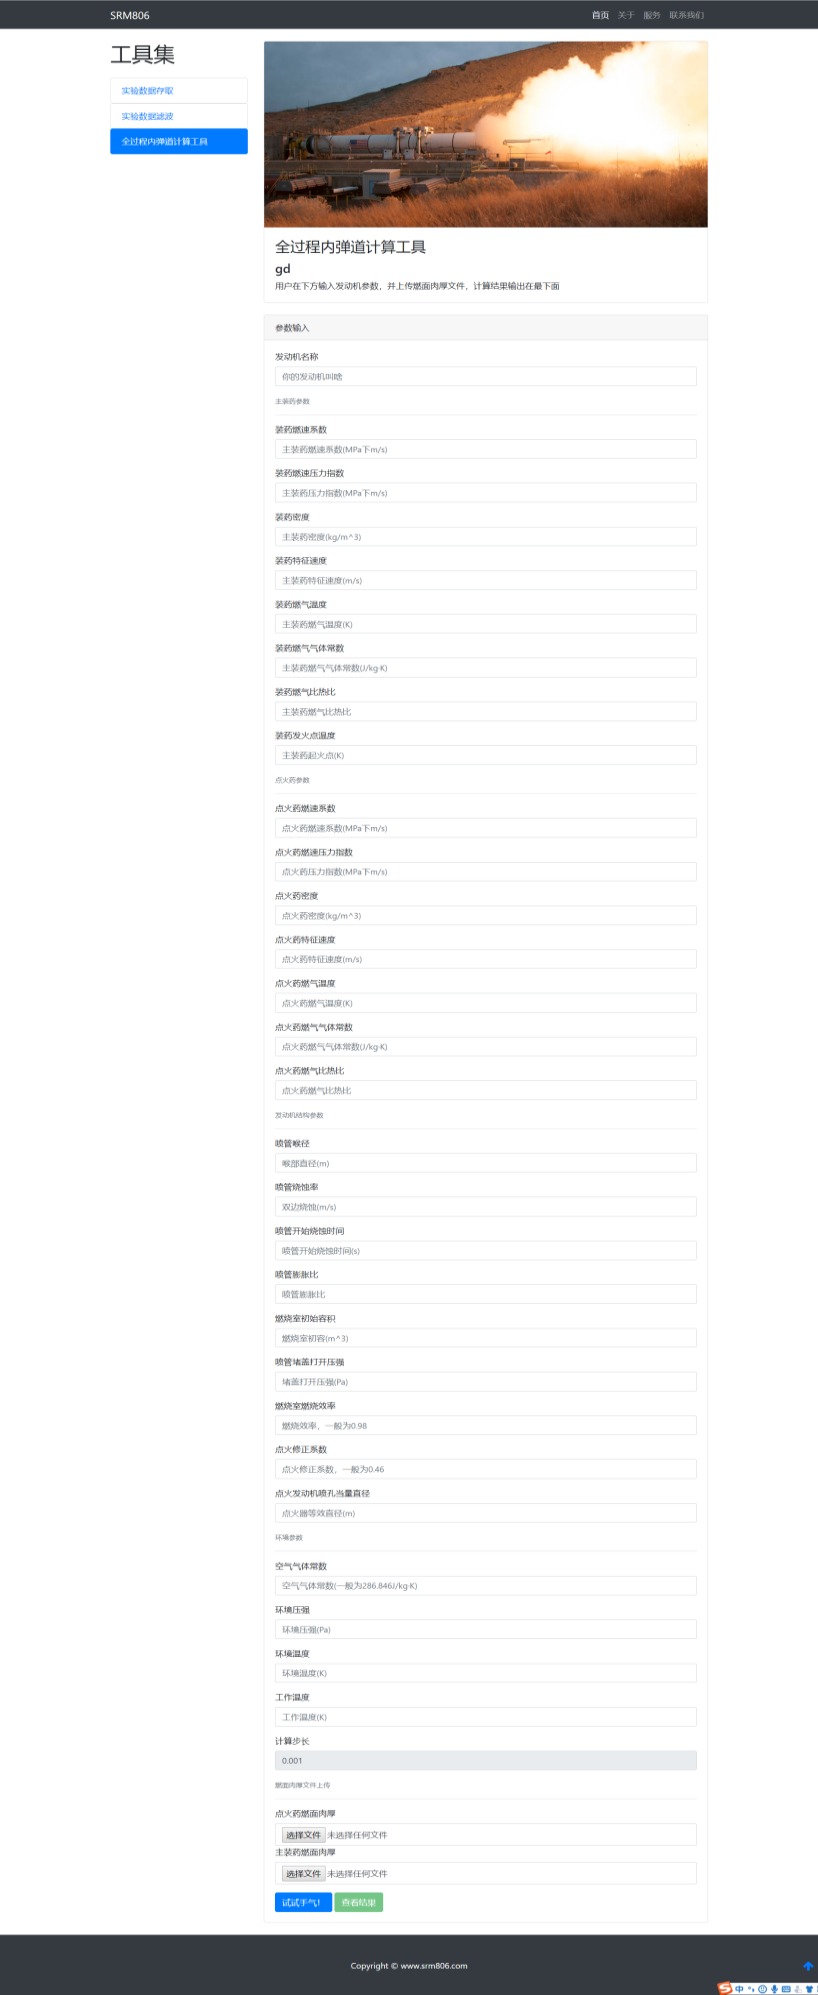 SRM806
首页 关于 服务 联系我们
工具集
实验数据存取
实验数据滤波
全过程内弹道计算工具
全过程内弹道计算工具
gd
用户在下方输入发动机参数，并上传燃面肉厚文件，计算结果输出在最下面
参数输入
发动机名称
你的发动机叫啥
主装药参数
装药燃速系数
主装药燃速系数(MPa下m/s)
装药燃速压力指数
主装药压力指数(MPa下m/s)
装药密度
主装药密度(kg/m^3)
装药特征速度
主装药特征速度(m/s)
装药燃气温度
主装药燃气温度(K)
装药燃气气体常数
主装药燃气气体常数(J/kg·K)
装药燃气比热比
主装药燃气比热比
装药发火点温度
主装药起火点(K)
点火药参数
点火药燃速系数
点火药燃速系数(MPa下m/s)
点火药燃速压力指数
点火药压力指数(MPa下m/s)
点火药密度
点火药密度(kg/m^3)
点火药特征速度
点火药特征速度(m/s)
点火药燃气温度
点火药燃气温度(K)
点火药燃气气体常数
点火药燃气气体常数(J/kg·K)
点火药燃气比热比
点火药燃气比热比
发动机结构参数
喷管喉径
喉部直径(m)
喷管烧蚀率
双边烧蚀(m/s)
喷管开始烧蚀时间
喷管开始烧蚀时间(s)
喷管膨胀比
喷管膨胀比
燃烧室初始容积
燃烧室初容(m^3)
喷管堵盖打开压强
堵盖打开压强(Pa)
燃烧室燃烧效率
燃烧效率，一般为0.98
点火修正系数
点火修正系数，一般为0.46
点火发动机喷孔当量直径
点火器等效直径(m)
环境参数
空气气体常数
空气气体常数(一般为286.846J/kg·K)
环境压强
环境压强(Pa)
环境温度
环境温度(K)
工作温度
工作温度(K)
计算步长
0.001
燃面肉厚文件上传
点火药燃面肉厚
选择文件 未选择任何文件
主装药燃面肉厚
选择文件 未选择任何文件
试试手气! 查看结果
Copyright © www.srm806.com
中